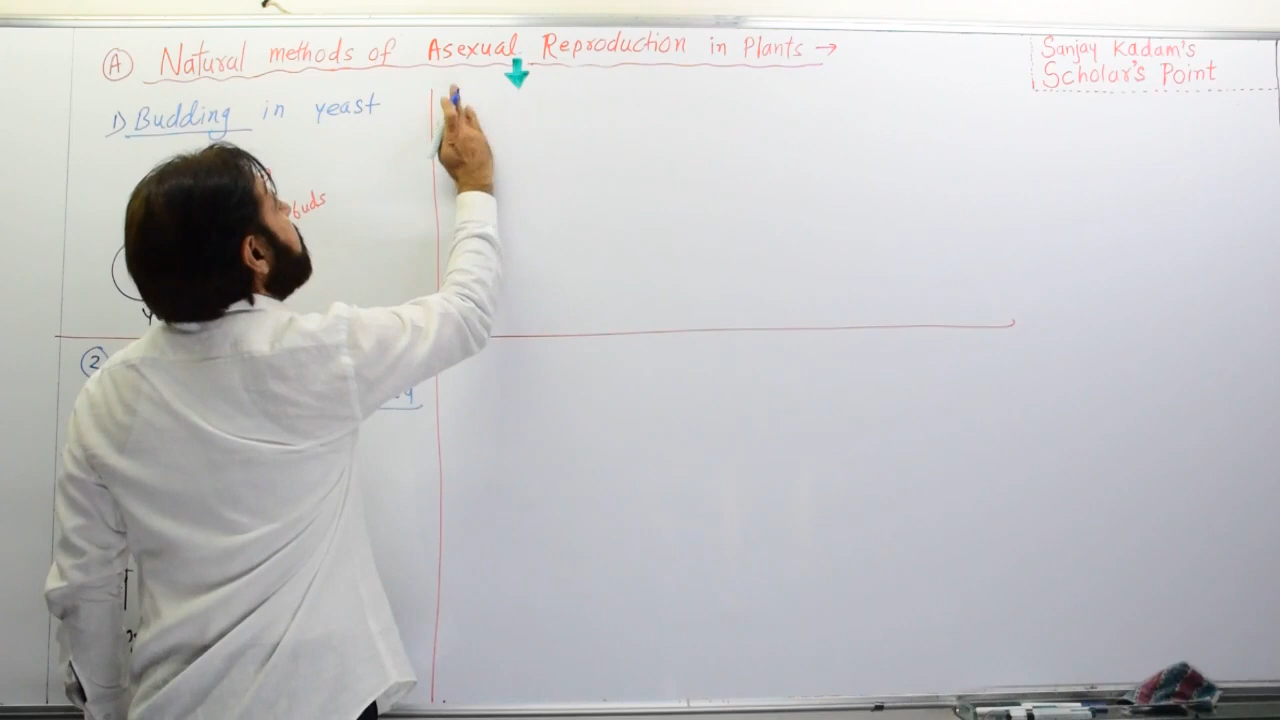 Ⓐ Natural methods of Asexual Reproduction in Plants →
Sanjay Kadam's
Scholar's Point
1) Budding in yeast
buds
②